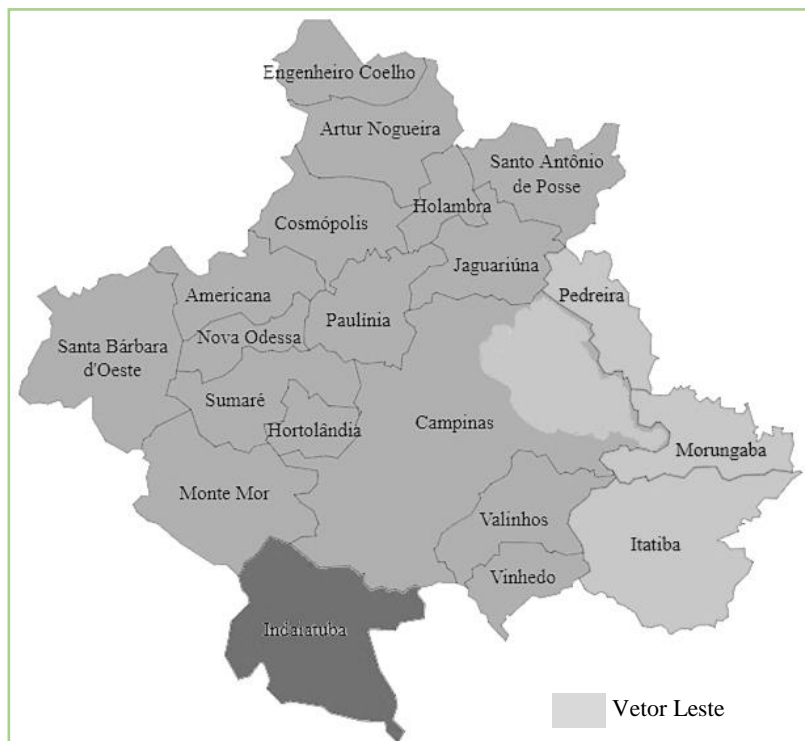 Engenheiro Coelho
Artur Nogueira
Santo Antônio
de Posse
Holambra
Cosmópolis
Jaguariúna
Pedreira
Americana
Paulínia
Nova Odessa
Santa Bárbara
d'Oeste
Sumaré
Hortolândia
Campinas
Morungaba
Monte Mor
Valinhos
Itatiba
Vinhedo
Indaiatuba
Vetor Leste